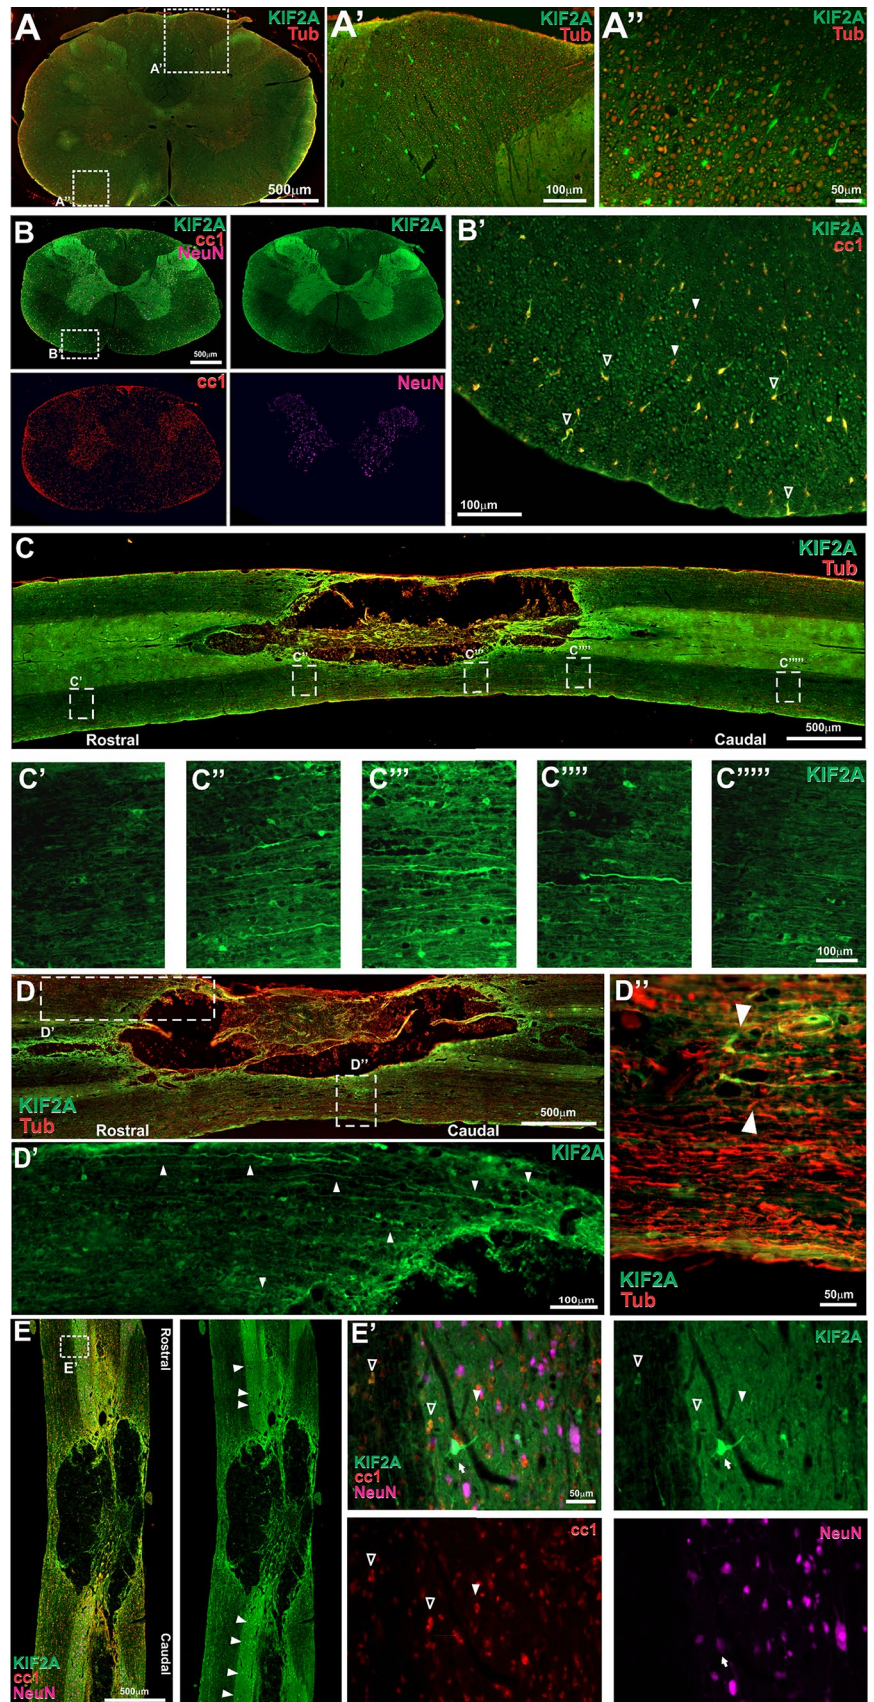 A
KIF2A
Tub
A'
A''
500µm
A'
KIF2A
Tub
100µm
A''
KIF2A
Tub
50µm
B
KIF2A
cc1
NeuN
B'
500µm
KIF2A
cc1
NeuN
B'
KIF2A
cc1
100µm
C
KIF2A
Tub
C'
C''
C'''
C''''
C'''''
Rostral
Caudal
500µm
C'
C''
C'''
C''''
C'''''
KIF2A
100µm
D
D'
D''
KIF2A
Tub
Rostral
Caudal
500µm
D'
KIF2A
100µm
D''
KIF2A
Tub
50µm
E
E'
Rostral
Caudal
KIF2A
cc1
NeuN
500µm
E'
KIF2A
cc1
NeuN
50µm
KIF2A
cc1
NeuN